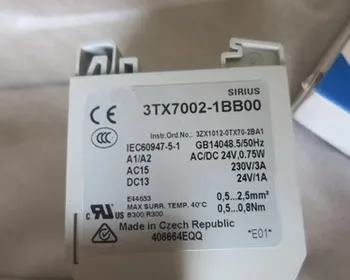 SIRIUS
3TX7002-1BB00
Instr.Ord.No.: 3ZX1012-0TX70-2BA1
IEC60947-5-1 GB14048.5/50Hz
A1/A2 AC/DC 24V,0.75W
AC15 230V/3A
DC13 24V/1A
E44653 0,5...2,5mm²
MAX SURR. TEMP. 40°C 0,5...0,8Nm
B300/R300
Made in Czech Republic
406664EQQ *E01*